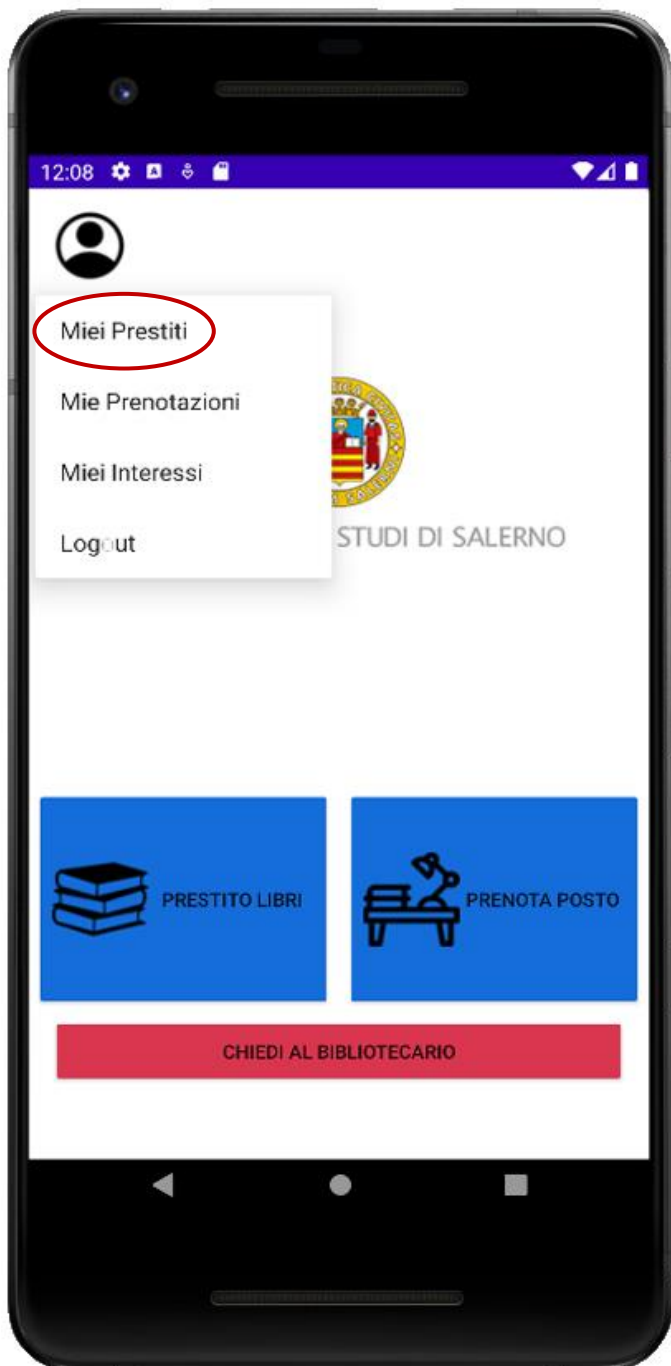 12:08
Miei Prestiti
Mie Prenotazioni
Miei Interessi
Logout
STUDI DI SALERNO
PRESTITO LIBRI
PRENOTA POSTO
CHIEDI AL BIBLIOTECARIO